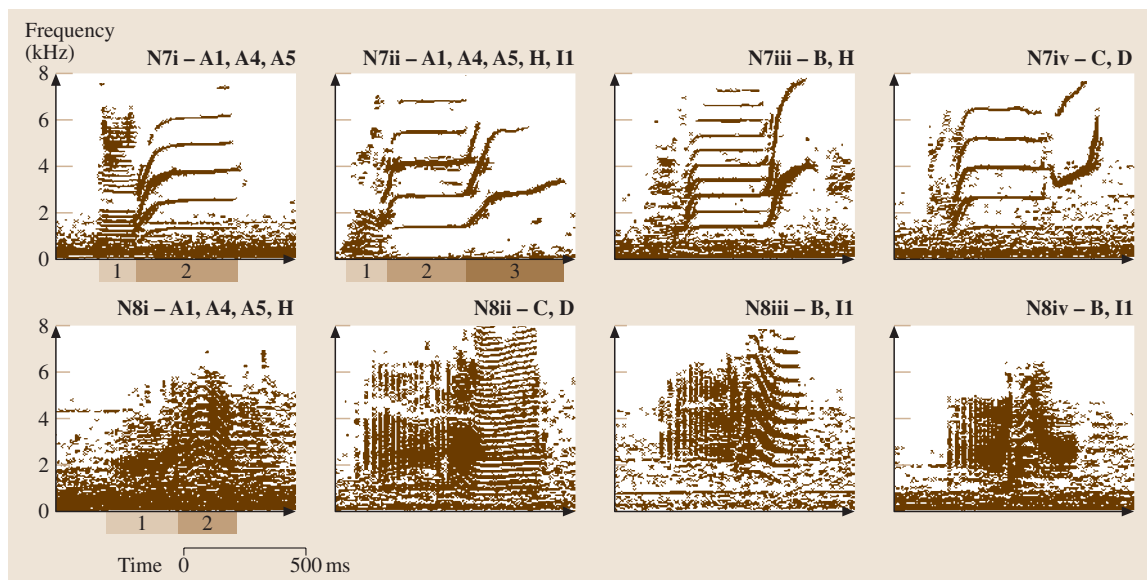 Frequency
(kHz)
N7i – A1, A4, A5
N7ii – A1, A4, A5, H, I1
N7iii – B, H
N7iv – C, D
8
6
4
2
0
1
2
1
2
3
N8i – A1, A4, A5, H
N8ii – C, D
N8iii – B, I1
N8iv – B, I1
8
6
4
2
0
1
2
Time 0 500 ms